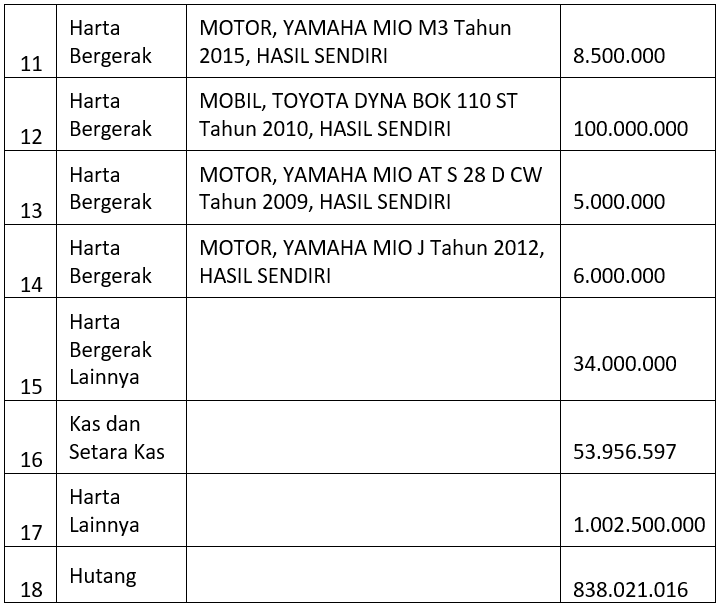 11
Harta
Bergerak
MOTOR, YAMAHA MIO M3 Tahun
2015, HASIL SENDIRI
8.500.000
12
Harta
Bergerak
MOBIL, TOYOTA DYNA BOK 110 ST
Tahun 2010, HASIL SENDIRI
100.000.000
13
Harta
Bergerak
MOTOR, YAMAHA MIO AT S 28 D CW
Tahun 2009, HASIL SENDIRI
5.000.000
14
Harta
Bergerak
MOTOR, YAMAHA MIO J Tahun 2012,
HASIL SENDIRI
6.000.000
15
Harta
Bergerak
Lainnya
34.000.000
16
Kas dan
Setara Kas
53.956.597
17
Harta
Lainnya
1.002.500.000
18
Hutang
838.021.016